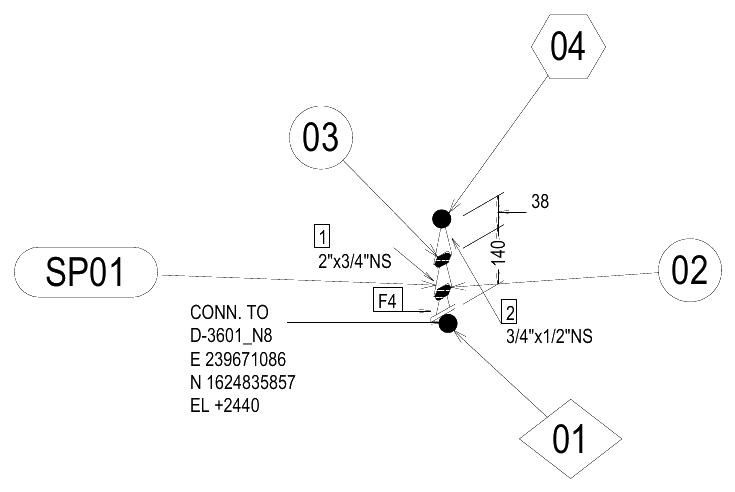 04
03
38
1
2"x3/4"NS
140
SP01
02
F4
CONN. TO
D-3601_N8
E 239671086
N 1624835857
EL +2440
2
3/4"x1/2"NS
01